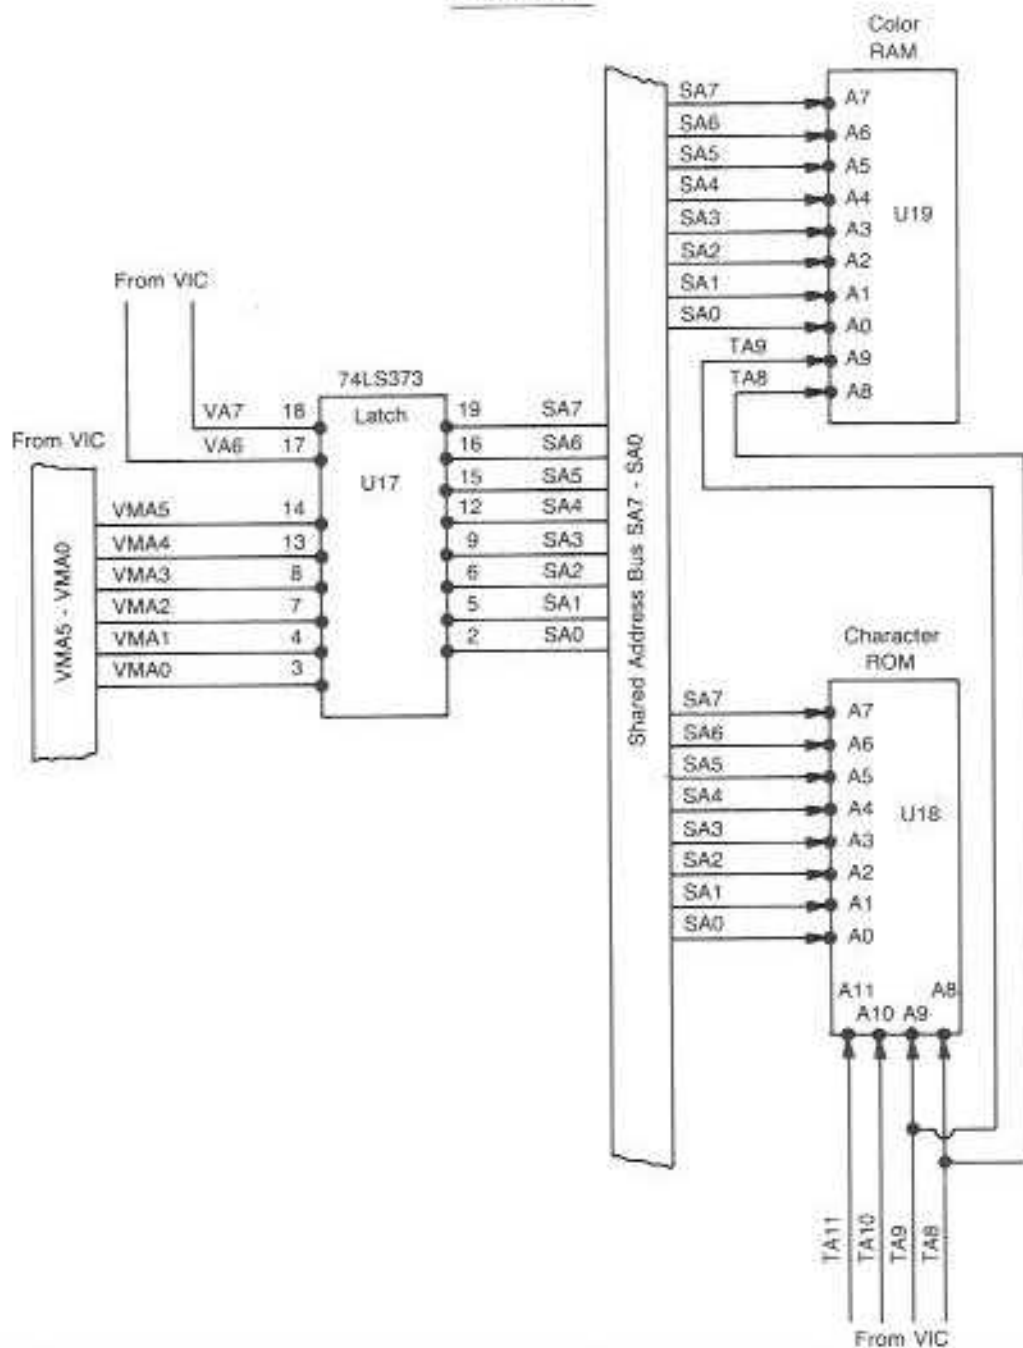 Color
RAM
SA7
SA6
SA5
SA4
SA3
SA2
SA1
SA0
TA9
TA8
A7
A6
A5
A4
A3
A2
A1
A0
A9
A8
U19
From VIC
74LS373
Latch
U17
VA7 18
VA6 17
From VIC
VMA5 - VMA0
VMA5 14
VMA4 13
VMA3 8
VMA2 7
VMA1 4
VMA0 3
19 SA7
16 SA6
15 SA5
12 SA4
9 SA3
6 SA2
5 SA1
2 SA0
Shared Address Bus SA7 - SA0
Character
ROM
SA7
SA6
SA5
SA4
SA3
SA2
SA1
SA0
A7
A6
A5
A4
A3
A2
A1
A0
U18
A11 A8
A10 A9
TA11
TA10
TA9
TA8
From VIC